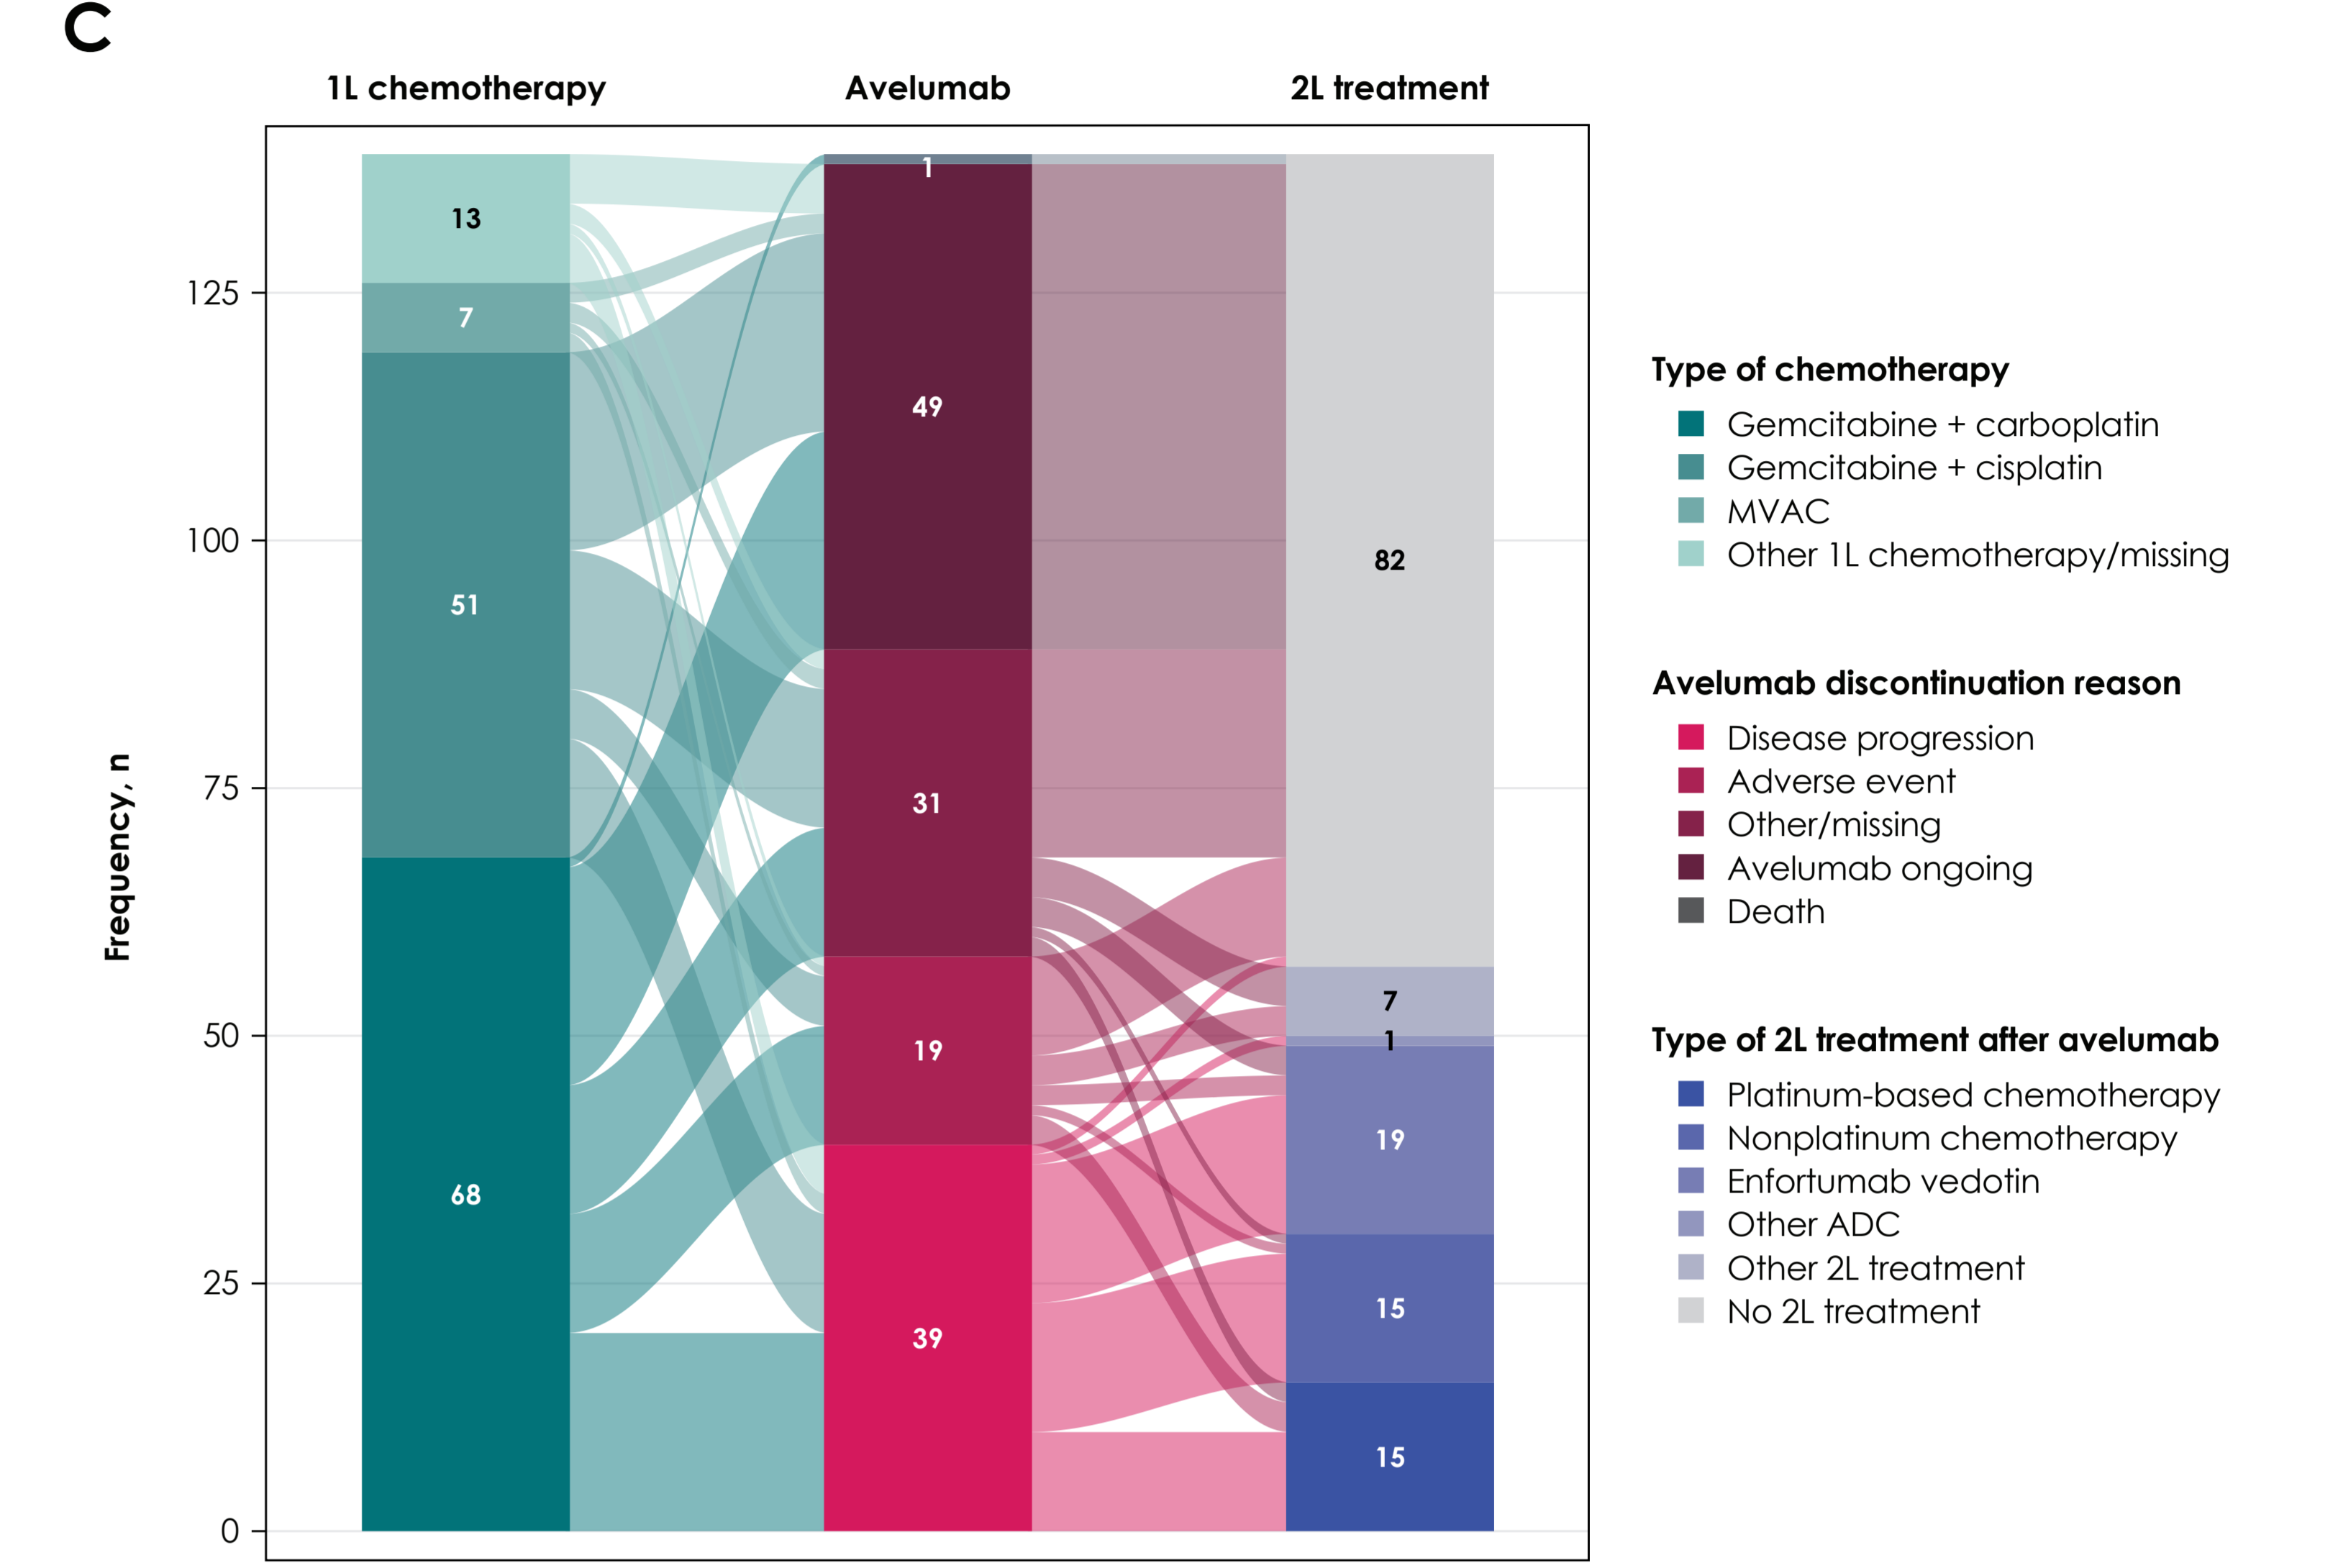 C
1L chemotherapy
Avelumab
2L treatment
Frequency, n
125
100
75
50
25
0
13
7
51
68
1
49
31
19
39
82
7
1
19
15
15
Type of chemotherapy
Gemcitabine + carboplatin
Gemcitabine + cisplatin
MVAC
Other 1L chemotherapy/missing
Avelumab discontinuation reason
Disease progression
Adverse event
Other/missing
Avelumab ongoing
Death
Type of 2L treatment after avelumab
Platinum-based chemotherapy
Nonplatinum chemotherapy
Enfortumab vedotin
Other ADC
Other 2L treatment
No 2L treatment